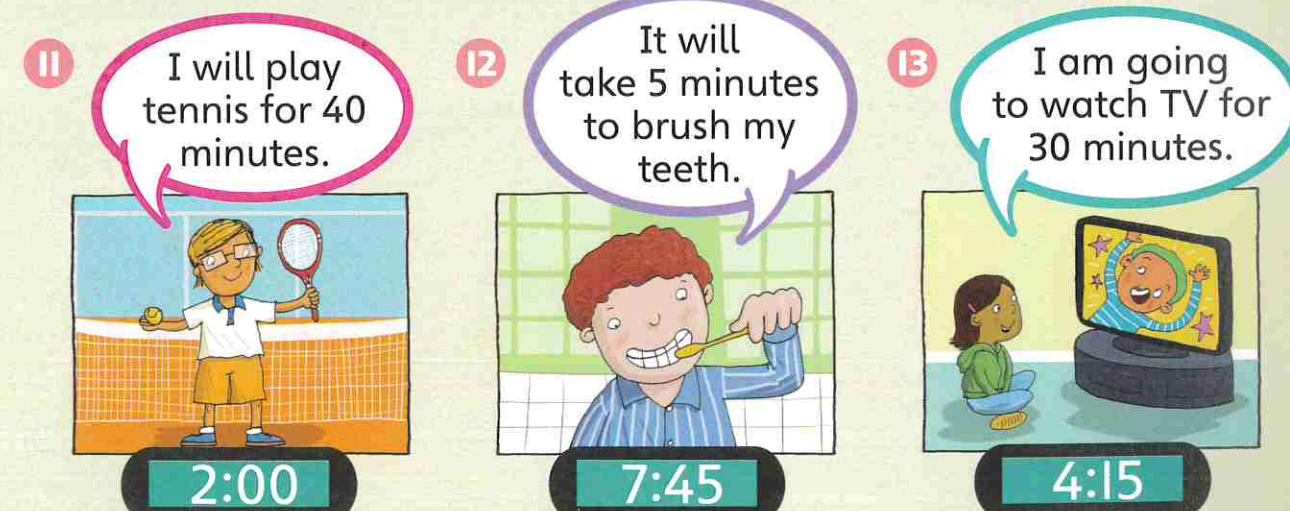 11
I will play
tennis for 40
minutes.
2:00
12
It will
take 5 minutes
to brush my
teeth.
7:45
13
I am going
to watch TV for
30 minutes.
4:15